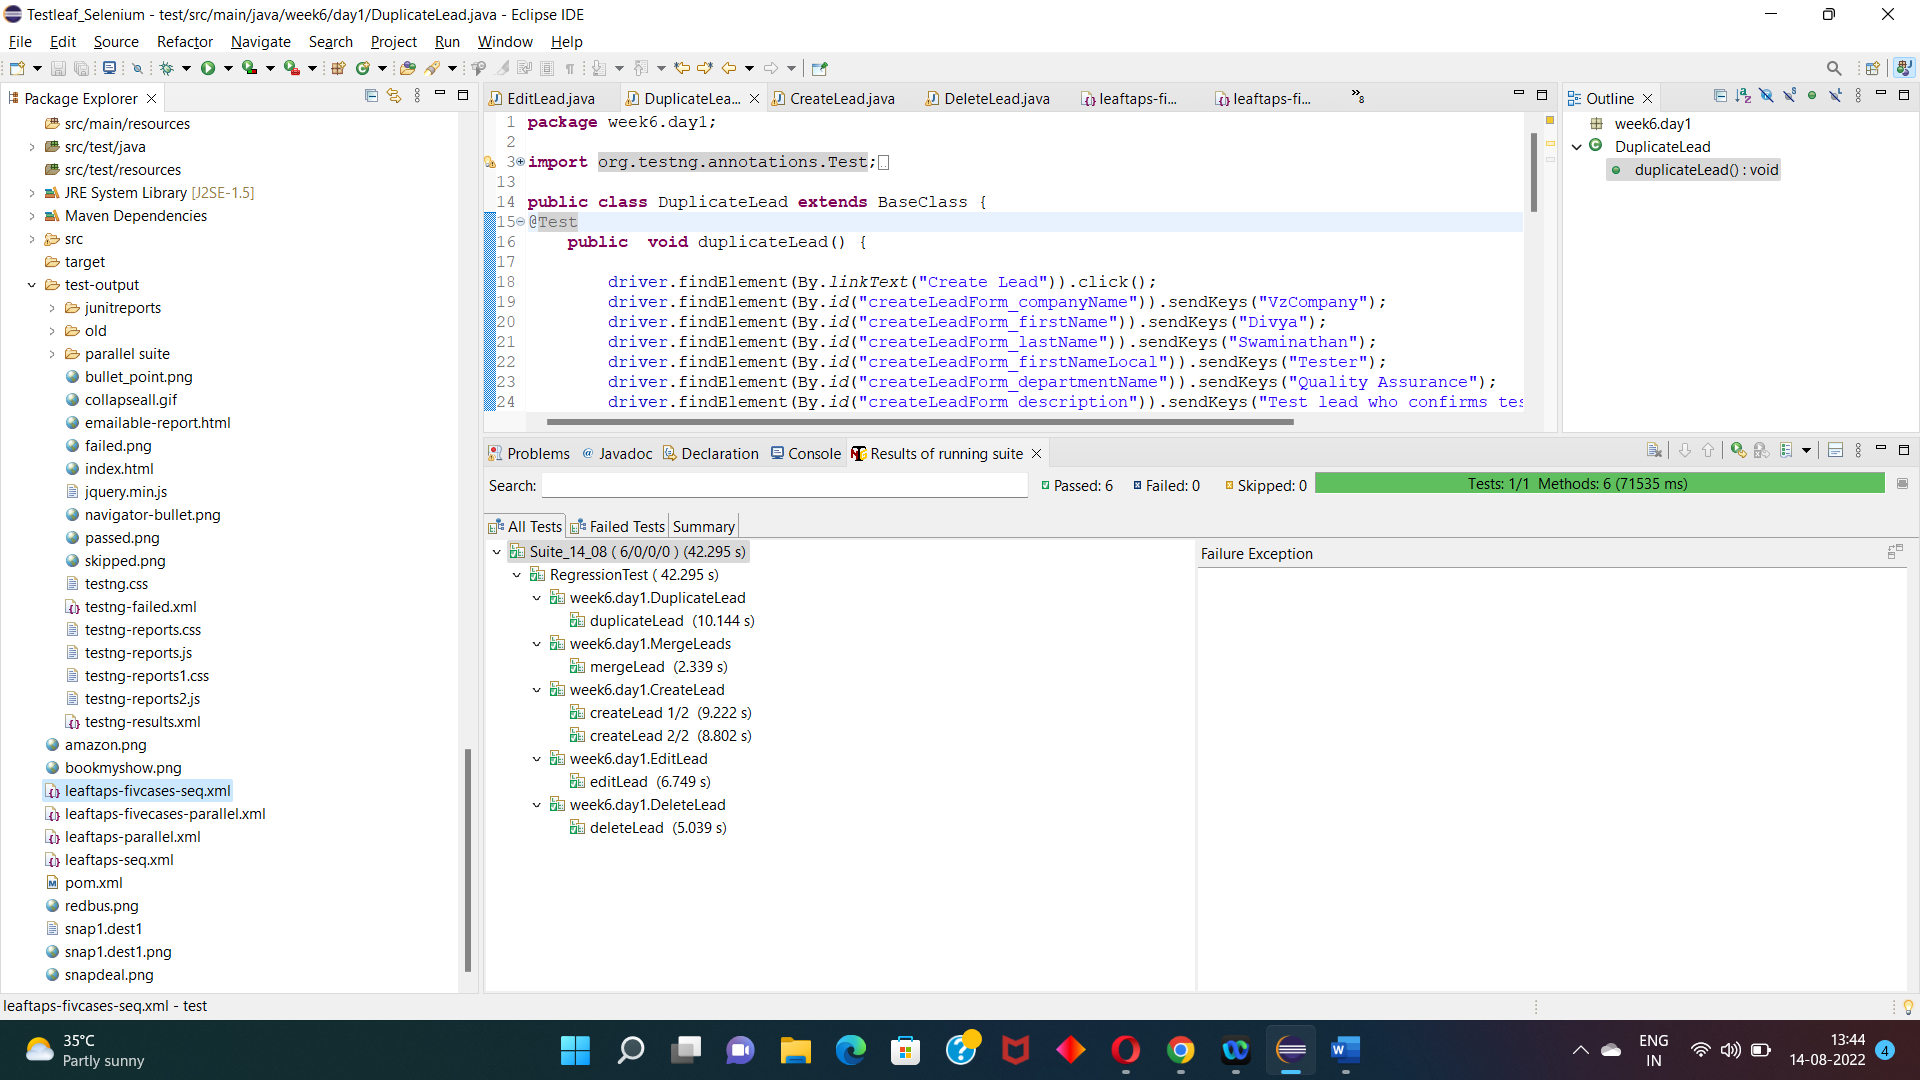 Testleaf_Selenium - test/src/main/java/week6/day1/DuplicateLead.java - Eclipse IDE
File Edit Source Refactor Navigate Search Project Run Window Help
Package Explorer
src/main/resources
src/test/java
src/test/resources
JRE System Library [J2SE-1.5]
Maven Dependencies
src
target
test-output
junitreports
old
parallel suite
bullet_point.png
collapseall.gif
emailable-report.html
failed.png
index.html
jquery.min.js
navigator-bullet.png
passed.png
skipped.png
testng.css
testng-failed.xml
testng-reports.css
testng-reports.js
testng-reports1.css
testng-reports2.js
testng-results.xml
amazon.png
bookmyshow.png
leaftaps-fivcases-seq.xml
leaftaps-fivecases-parallel.xml
leaftaps-parallel.xml
leaftaps-seq.xml
pom.xml
redbus.png
snap1.dest1
snap1.dest1.png
snapdeal.png
EditLead.java DuplicateLea... CreateLead.java DeleteLead.java leaftaps-fi... leaftaps-fi... »8
1 package week6.day1;
2
3 import org.testng.annotations.Test;
13
14 public class DuplicateLead extends BaseClass {
15 @Test
16 public void duplicateLead() {
17
18 driver.findElement(By.linkText("Create Lead")).click();
19 driver.findElement(By.id("createLeadForm_companyName")).sendKeys("VzCompany");
20 driver.findElement(By.id("createLeadForm_firstName")).sendKeys("Divya");
21 driver.findElement(By.id("createLeadForm_lastName")).sendKeys("Swaminathan");
22 driver.findElement(By.id("createLeadForm_firstNameLocal")).sendKeys("Tester");
23 driver.findElement(By.id("createLeadForm_departmentName")).sendKeys("Quality Assurance");
24 driver.findElement(By.id("createLeadForm_description")).sendKeys("Test lead who confirms tes
Outline
week6.day1
DuplicateLead
duplicateLead() : void
Problems @ Javadoc Declaration Console Results of running suite
Search: Passed: 6 Failed: 0 Skipped: 0 Tests: 1/1 Methods: 6 (71535 ms)
All Tests Failed Tests Summary
Suite_14_08 ( 6/0/0/0 ) (42.295 s)
RegressionTest ( 42.295 s)
week6.day1.DuplicateLead
duplicateLead (10.144 s)
week6.day1.MergeLeads
mergeLead (2.339 s)
week6.day1.CreateLead
createLead 1/2 (9.222 s)
createLead 2/2 (8.802 s)
week6.day1.EditLead
editLead (6.749 s)
week6.day1.DeleteLead
deleteLead (5.039 s)
Failure Exception
leaftaps-fivcases-seq.xml - test
35°C
Partly sunny
ENG
IN
13:44
14-08-2022
4